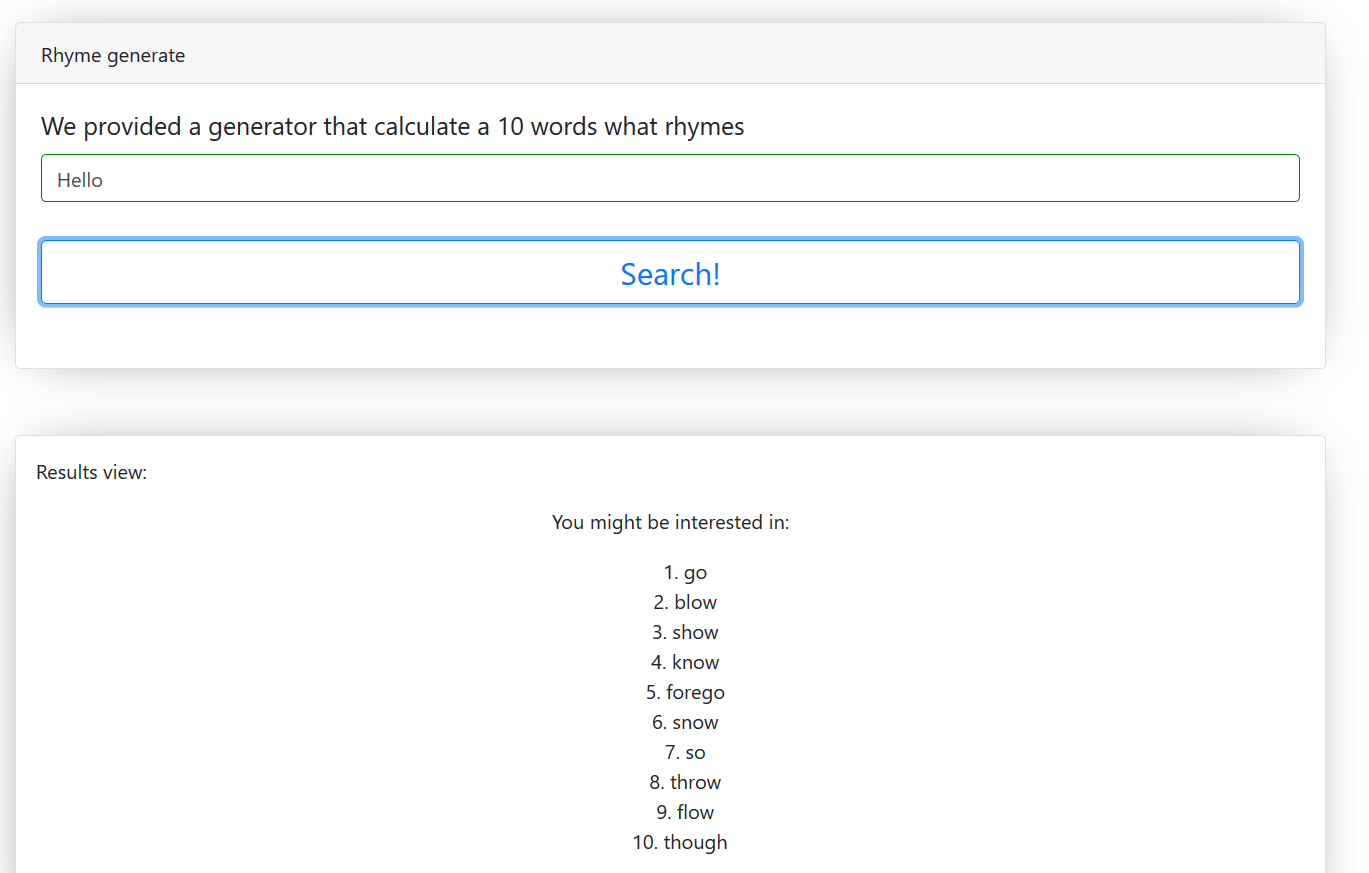 Rhyme generate
We provided a generator that calculate a 10 words what rhymes
Hello
Search!
Results view:
You might be interested in:
1. go
2. blow
3. show
4. know
5. forego
6. snow
7. so
8. throw
9. flow
10. though